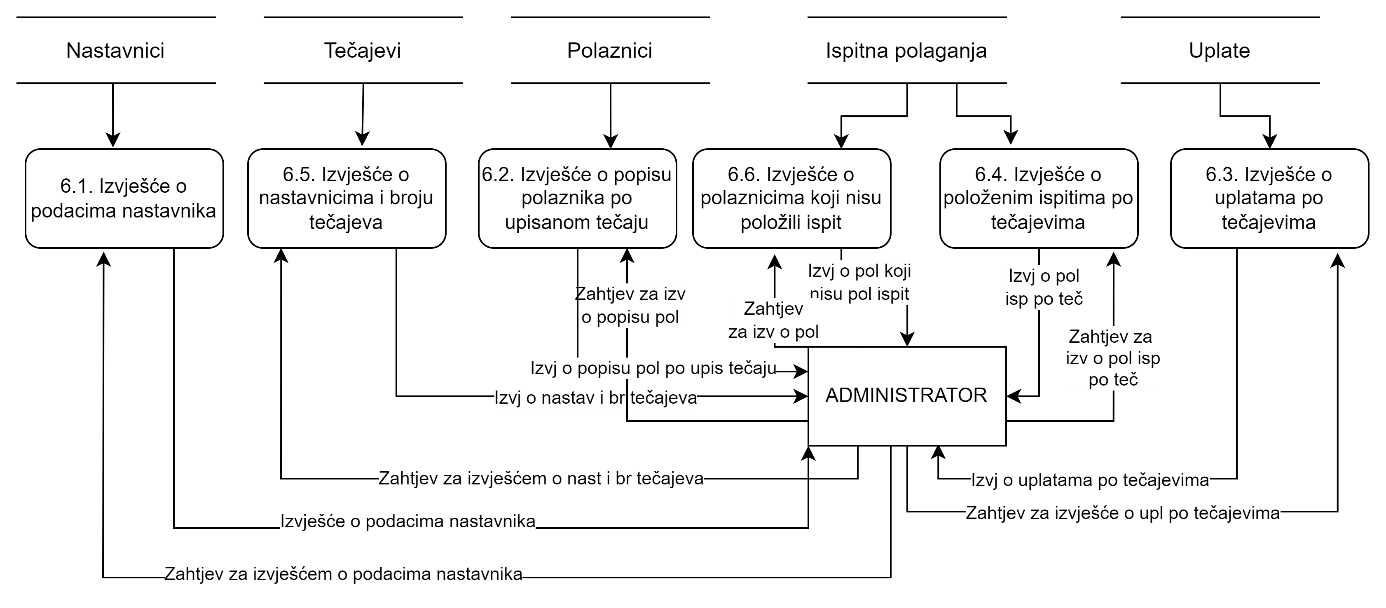 Nastavnici
Tečajevi
Polaznici
Ispitna polaganja
Uplate
6.1. Izvješće o
podacima nastavnika
6.5. Izvješće o
nastavnicima i broju
tečajeva
6.2. Izvješće o popisu
polaznika po
upisanom tečaju
6.6. Izvješće o
polaznicima koji nisu
položili ispit
6.4. Izvješće o
položenim ispitima po
tečajevima
6.3. Izvješće o
uplatama po
tečajevima
Zahtjev za izv
o popisu pol
Izvj o pol koji
nisu pol ispit
Zahtjev
za izv o pol
Izvj o pol
isp po teč
Zahtjev za
izv o pol isp
po teč
Izvj o popisu pol po upis tečaju
Izvj o nastav i br tečajeva
ADMINISTRATOR
Zahtjev za izvješćem o nast i br tečajeva
Izvj o uplatama po tečajevima
Zahtjev za izvješće o upl po tečajevima
Izvješće o podacima nastavnika
Zahtjev za izvješćem o podacima nastavnika